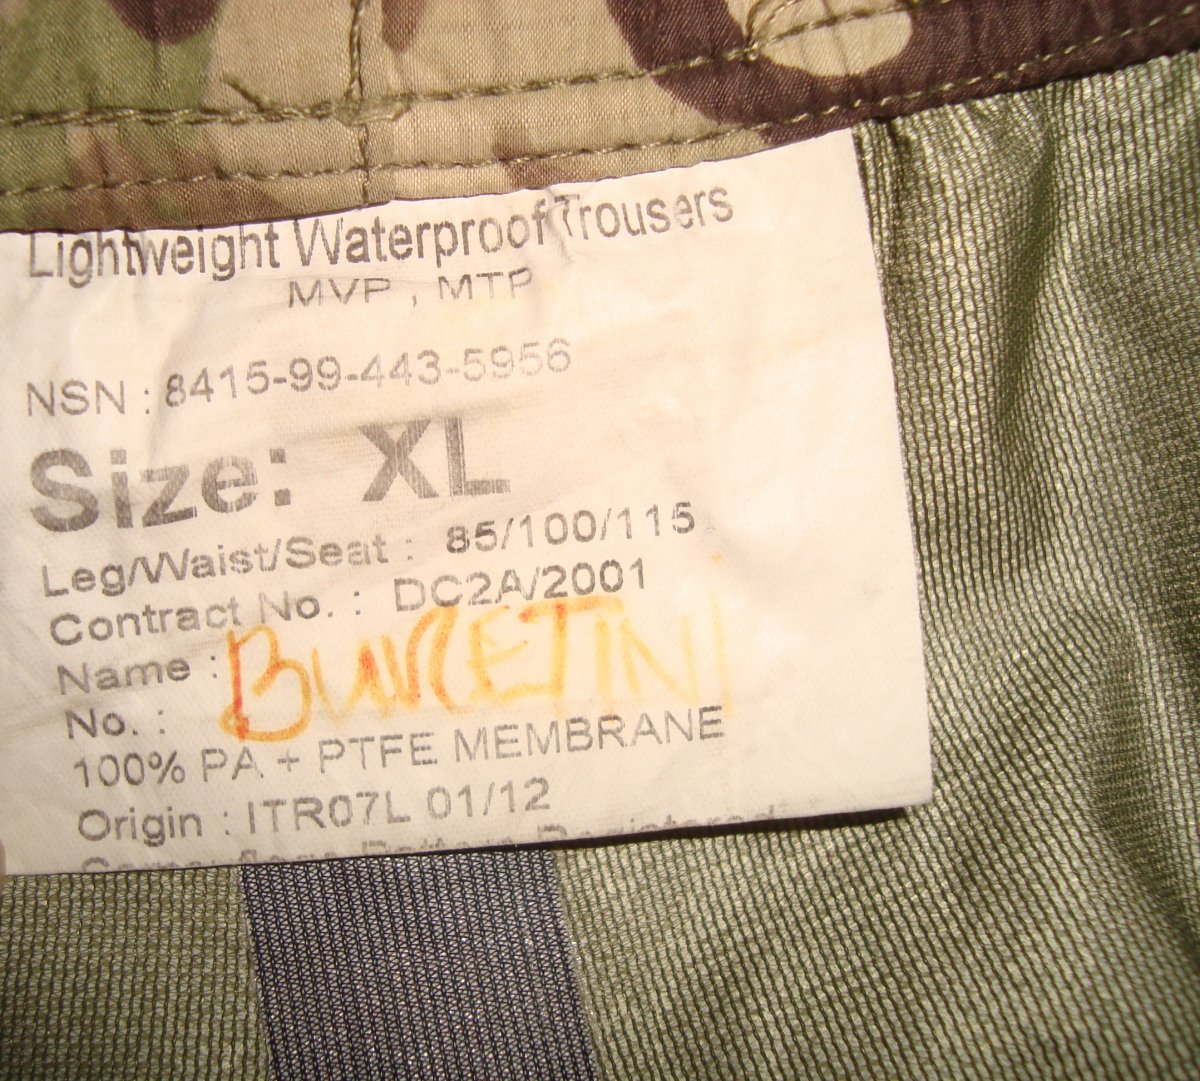 Lightweight Waterproof Trousers
MVP , MTP
NSN : 8415-99-443-5956
Size: XL
Leg/Waist/Seat : 85/100/115
Contract No. : DC2A/2001
Name :
No. :
100% PA + PTFE MEMBRANE
Origin : ITR07L 01/12